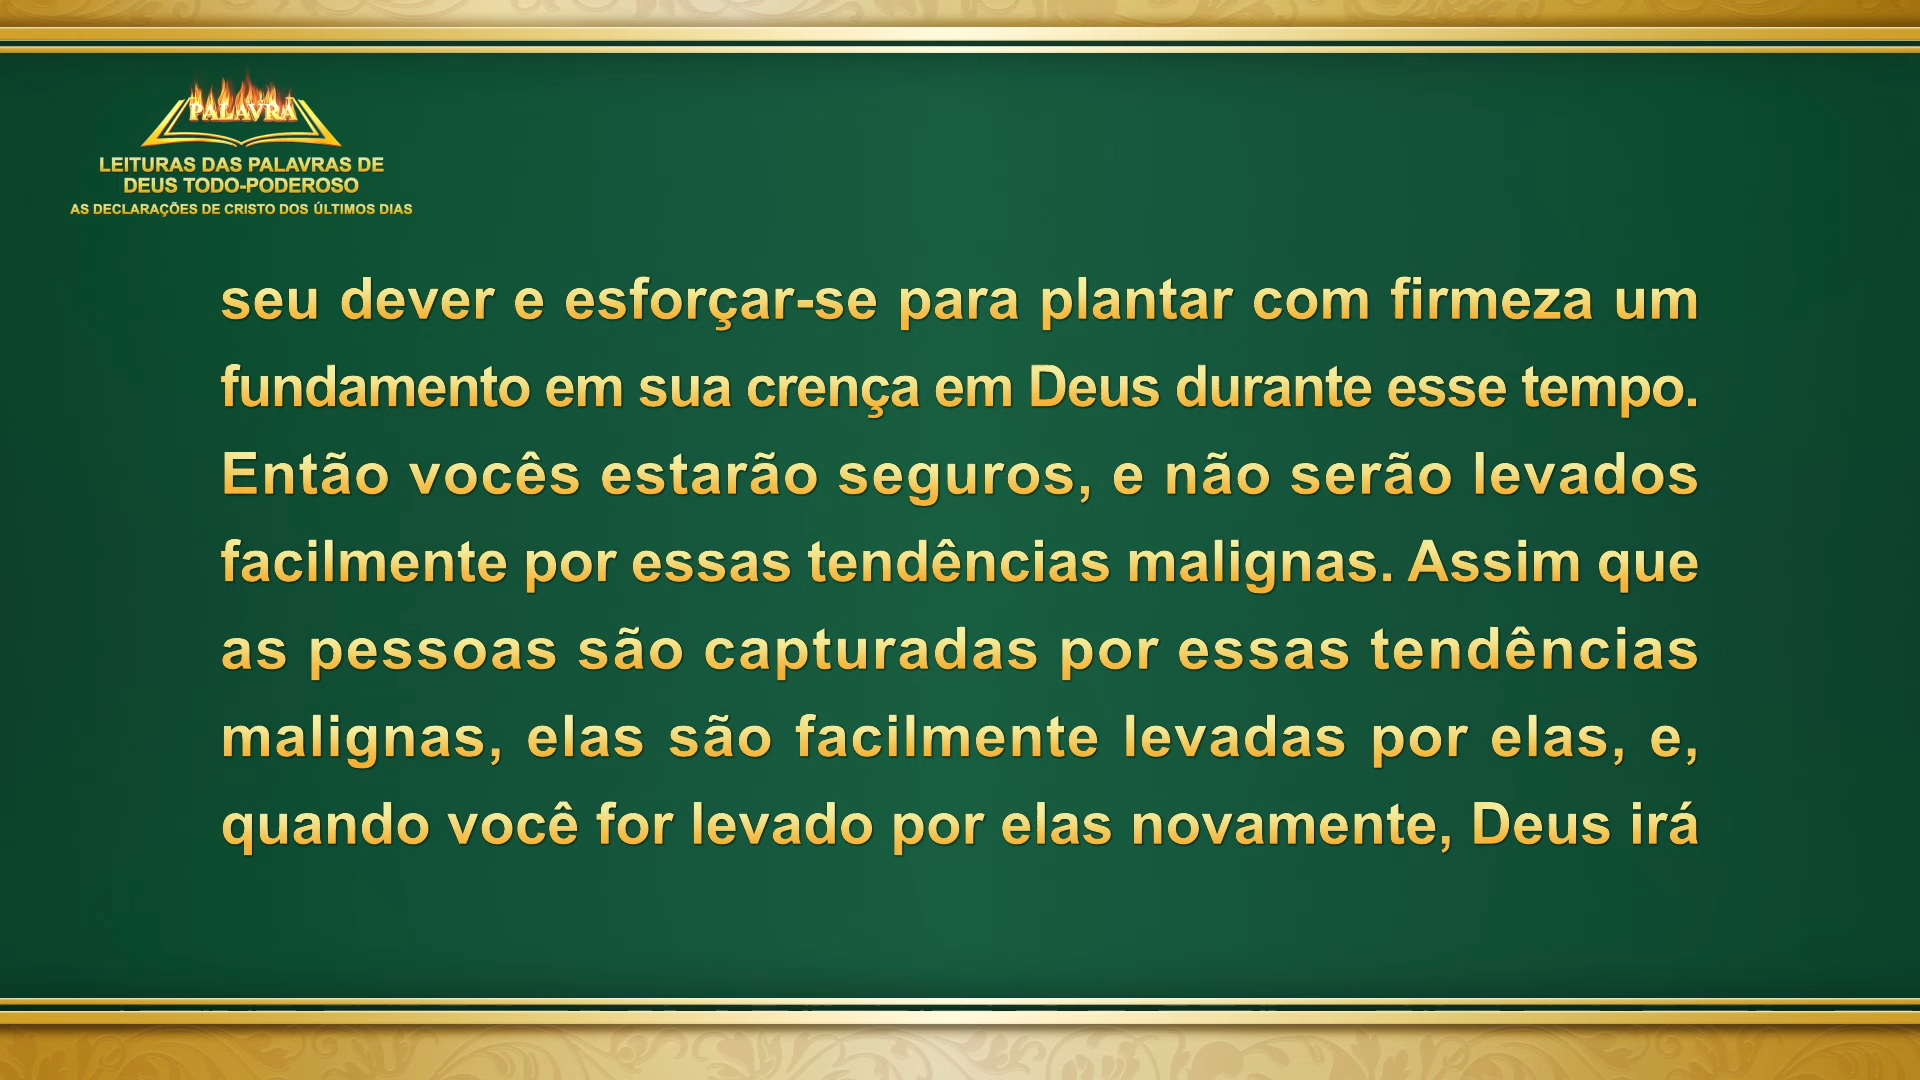 PALAVRA
LEITURAS DAS PALAVRAS DE
DEUS TODO-PODEROSO
AS DECLARAÇÕES DE CRISTO DOS ÚLTIMOS DIAS
seu dever e esforçar-se para plantar com firmeza um
fundamento em sua crença em Deus durante esse tempo.
Então vocês estarão seguros, e não serão levados
facilmente por essas tendências malignas. Assim que
as pessoas são capturadas por essas tendências
malignas, elas são facilmente levadas por elas, e,
quando você for levado por elas novamente, Deus irá